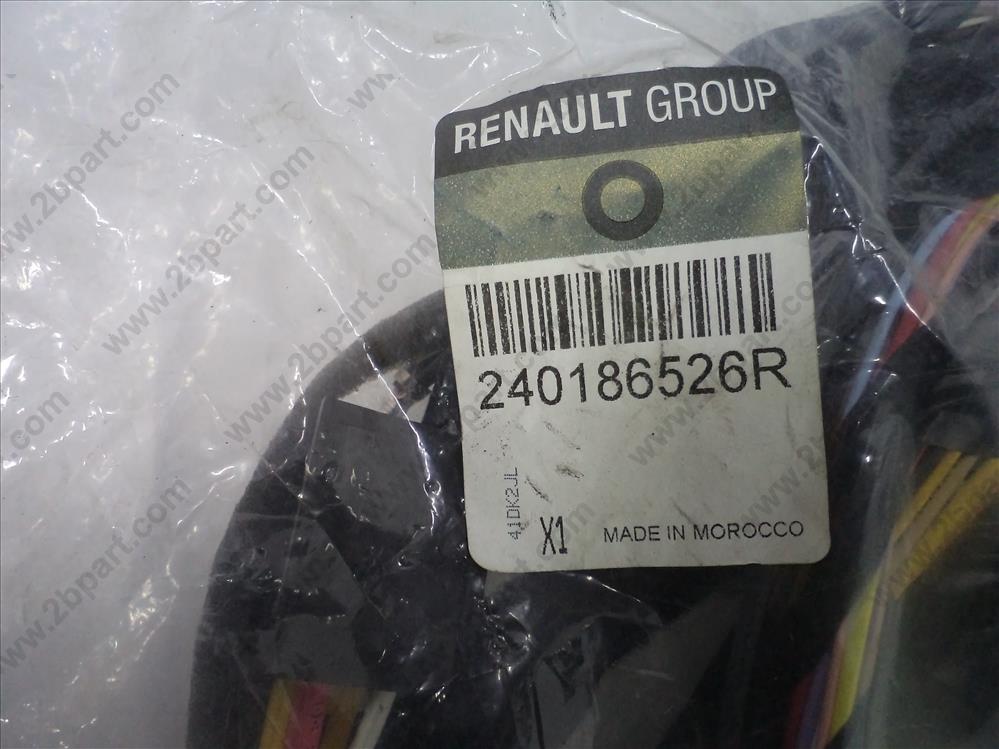 RENAULT GROUP
240186526R
41DK2JL
X1
MADE IN MOROCCO
www.2bpart.com